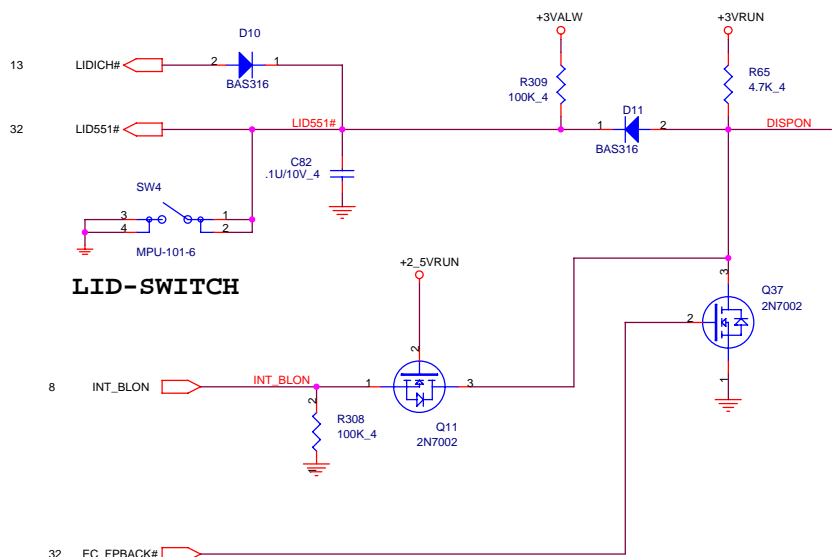 +3VALW
+3VRUN
D10
13 LIDICH# 2 1
BAS316
R309
100K_4
R65
4.7K_4
D11
32 LID551# LID551# 1 2 DISPON
BAS316
C82
.1U/10V_4
SW4
3 1
4 2
MPU-101-6
LID-SWITCH
+2_5VRUN
3
Q37
2N7002
2
1
2
8 INT_BLON INT_BLON 1 3
2
R308
100K_4
Q11
2N7002
32 EC_FPBACK#